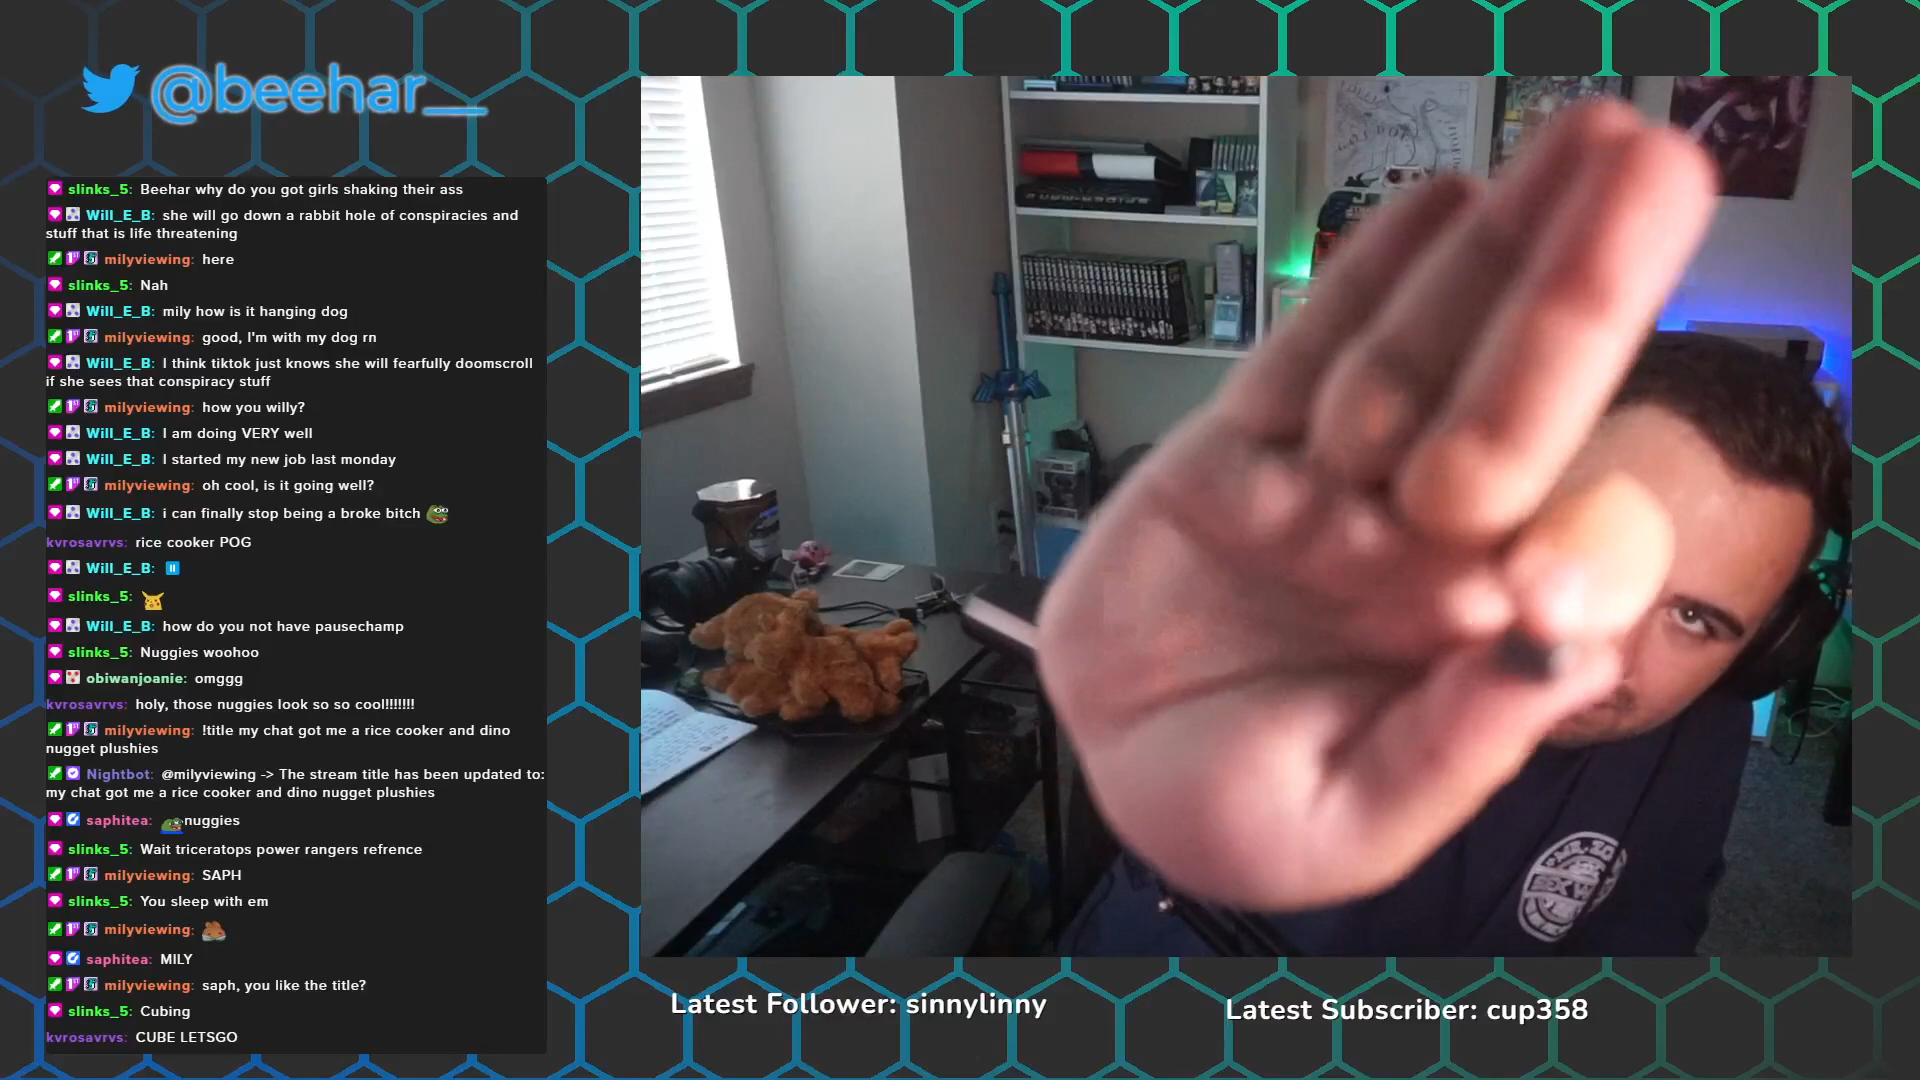 @beehar__
slinks_5: Beehar why do you got girls shaking their ass
Will_E_B: she will go down a rabbit hole of conspiracies and
stuff that is life threatening
milyviewing: here
slinks_5: Nah
Will_E_B: mily how is it hanging dog
milyviewing: good, I'm with my dog rn
Will_E_B: I think tiktok just knows she will fearfully doomscroll
if she sees that conspiracy stuff
milyviewing: how you willy?
Will_E_B: I am doing VERY well
Will_E_B: I started my new job last monday
milyviewing: oh cool, is it going well?
Will_E_B: i can finally stop being a broke bitch
kvrosavrvs: rice cooker POG
Will_E_B:
slinks_5:
Will_E_B: how do you not have pausechamp
slinks_5: Nuggies woohoo
obiwanjoanie: omggg
kvrosavrvs: holy, those nuggies look so so cool!!!!!!!
milyviewing: !title my chat got me a rice cooker and dino
nugget plushies
Nightbot: @milyviewing -> The stream title has been updated to:
my chat got me a rice cooker and dino nugget plushies
saphitea: nuggies
slinks_5: Wait triceratops power rangers refrence
milyviewing: SAPH
slinks_5: You sleep with em
milyviewing:
saphitea: MILY
milyviewing: saph, you like the title?
slinks_5: Cubing
kvrosavrvs: CUBE LETSGO
Latest Follower: sinnylinny
Latest Subscriber: cup358